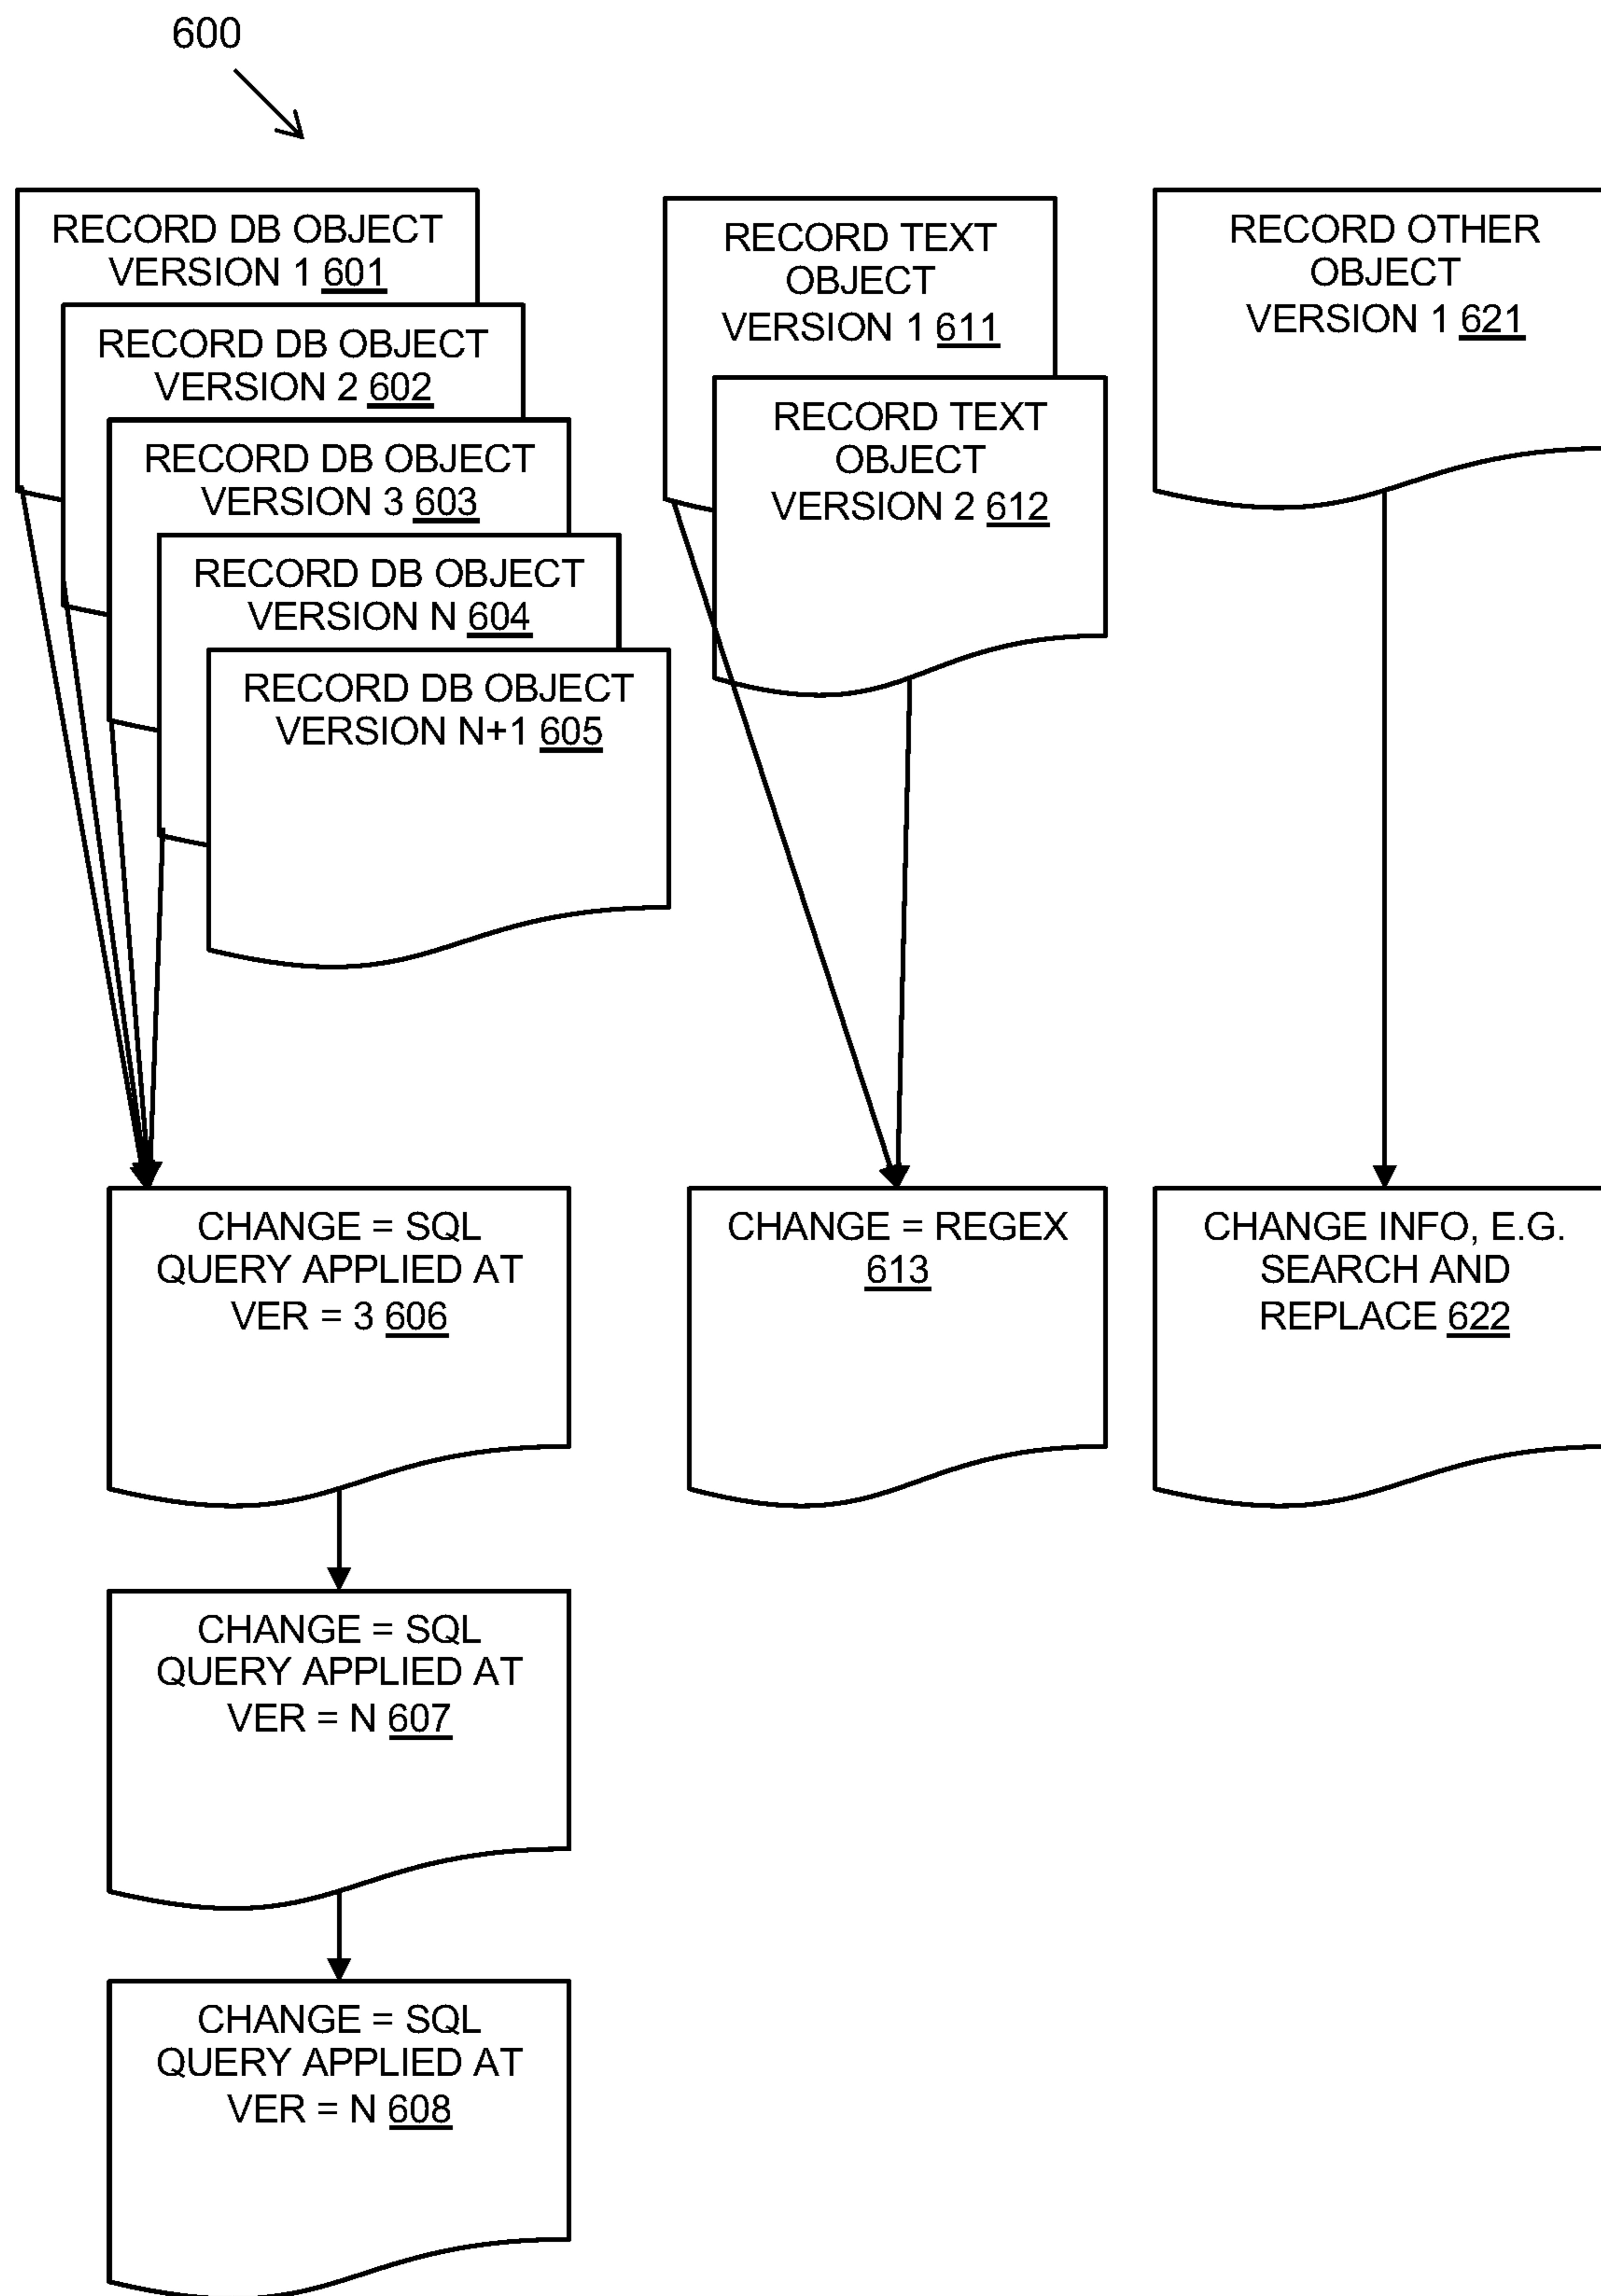 600
RECORD DB OBJECT
VERSION 1 601
RECORD DB OBJECT
VERSION 2 602
RECORD DB OBJECT
VERSION 3 603
RECORD DB OBJECT
VERSION N 604
RECORD DB OBJECT
VERSION N+1 605
RECORD TEXT
OBJECT
VERSION 1 611
RECORD TEXT
OBJECT
VERSION 2 612
RECORD OTHER
OBJECT
VERSION 1 621
CHANGE = SQL
QUERY APPLIED AT
VER = 3 606
CHANGE = REGEX
613
CHANGE INFO, E.G.
SEARCH AND
REPLACE 622
CHANGE = SQL
QUERY APPLIED AT
VER = N 607
CHANGE = SQL
QUERY APPLIED AT
VER = N 608